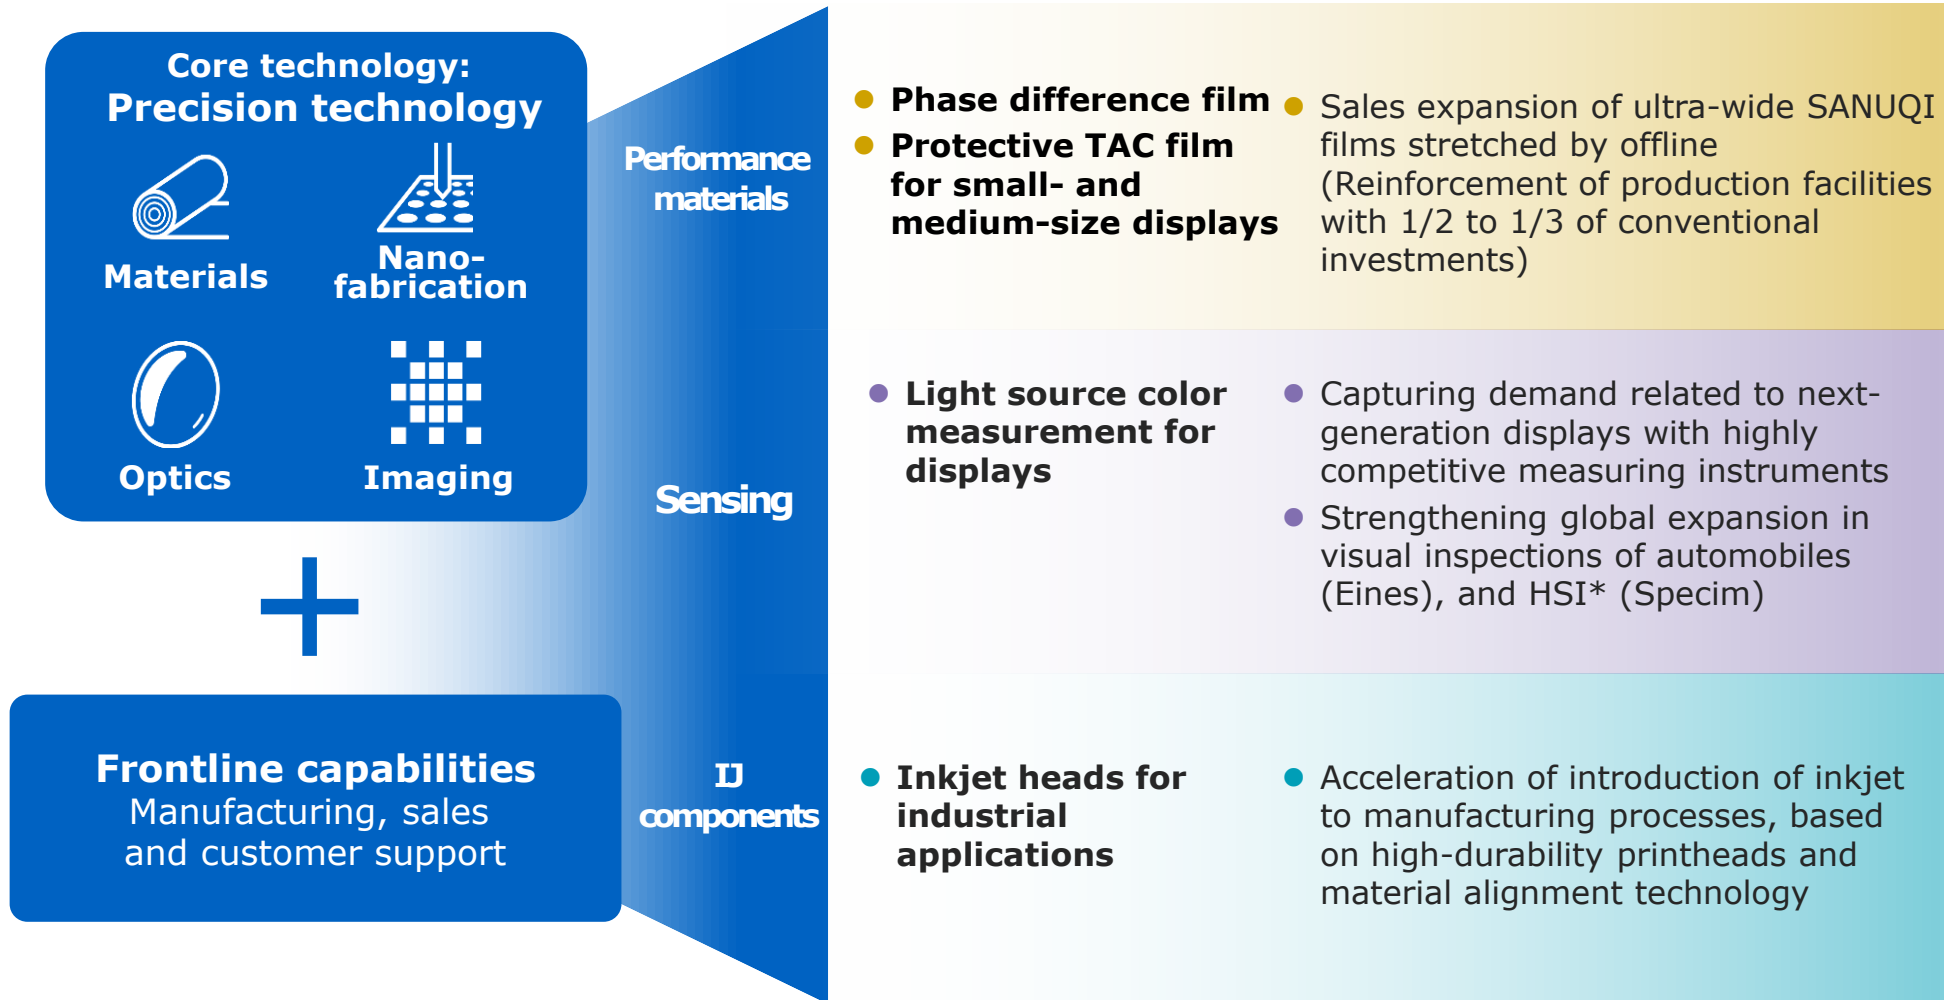 Core technology:
Precision technology
Materials
Nano-
fabrication
Optics
Imaging
Frontline capabilities
Manufacturing, sales
and customer support
Performance
materials
● Phase difference film
● Protective TAC film
for small- and
medium-size displays
● Sales expansion of ultra-wide SANUQI
films stretched by offline
(Reinforcement of production facilities
with 1/2 to 1/3 of conventional
investments)
Sensing
● Light source color
measurement for
displays
● Capturing demand related to next-
generation displays with highly
competitive measuring instruments
● Strengthening global expansion in
visual inspections of automobiles
(Eines), and HSI* (Specim)
IJ
components
● Inkjet heads for
industrial
applications
● Acceleration of introduction of inkjet
to manufacturing processes, based
on high-durability printheads and
material alignment technology